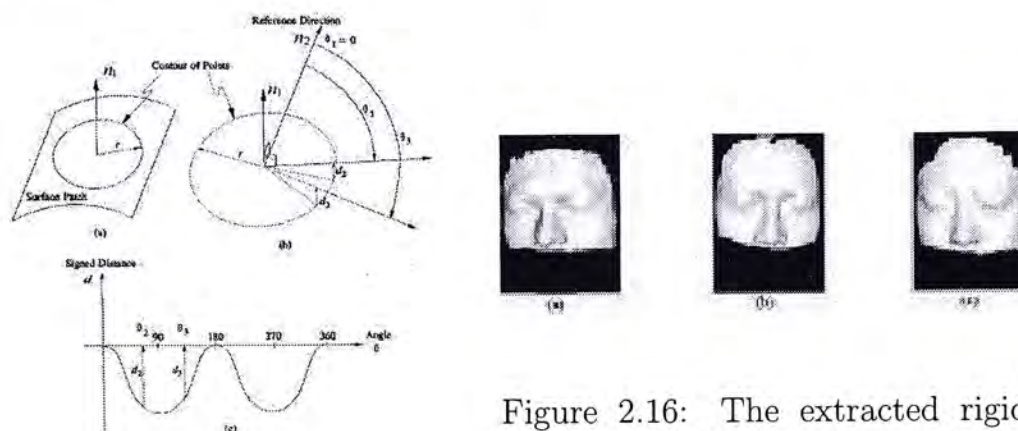 Reference Direction
n₂ θ₁ = 0
Contour of Points
n₁
n₁
r
r
θ₃
d₂
d₃
Surface Patch
(a)
(b)
Signed Distance
d
θ₂ θ₃ Angle
90 180 270 360 θ
d₂ d₃
(c)
(a) (b)
Figure 2.16: The extracted rigid